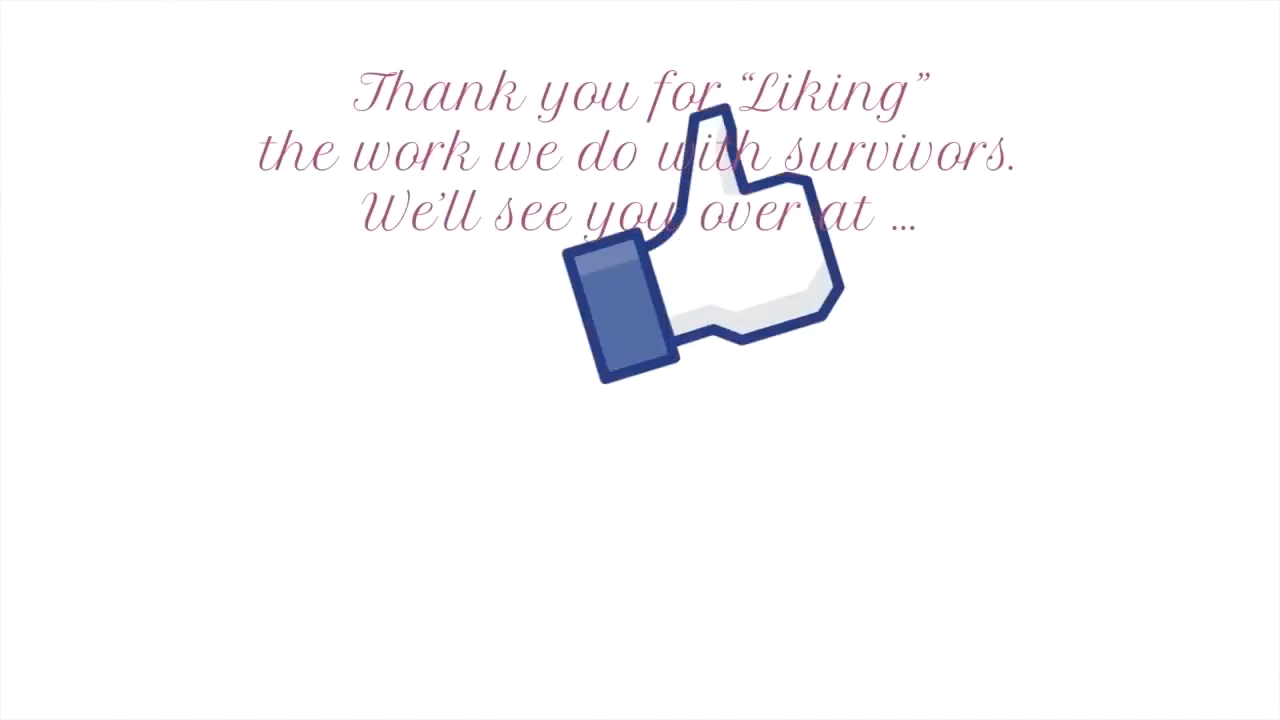 Thank you for “Liking”
the work we do with survivors.
We’ll see you over at ...